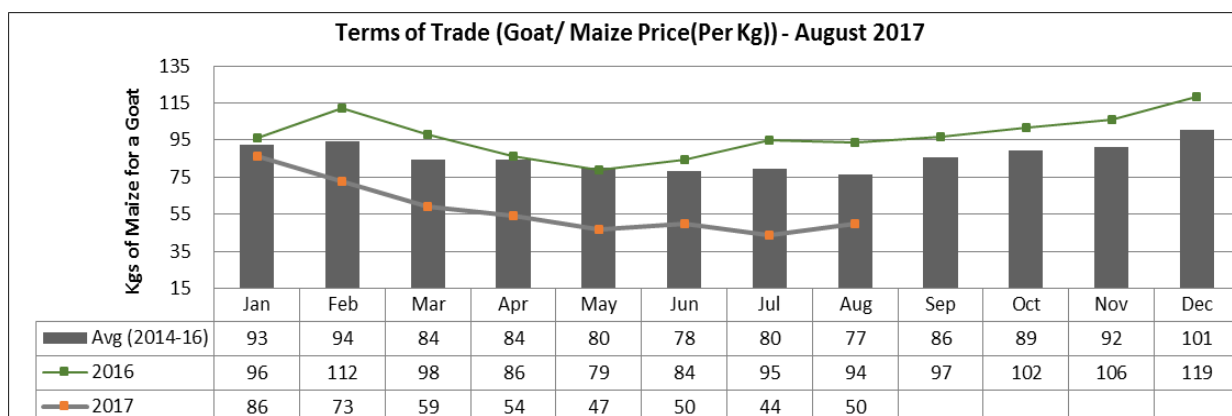 Terms of Trade (Goat/ Maize Price(Per Kg)) - August 2017
Kgs of Maize for a Goat
135
115
95
75
55
35
15
Jan Feb Mar Apr May Jun Jul Aug Sep Oct Nov Dec
Avg (2014-16) 93 94 84 84 80 78 80 77 86 89 92 101
2016 96 112 98 86 79 84 95 94 97 102 106 119
2017 86 73 59 54 47 50 44 50